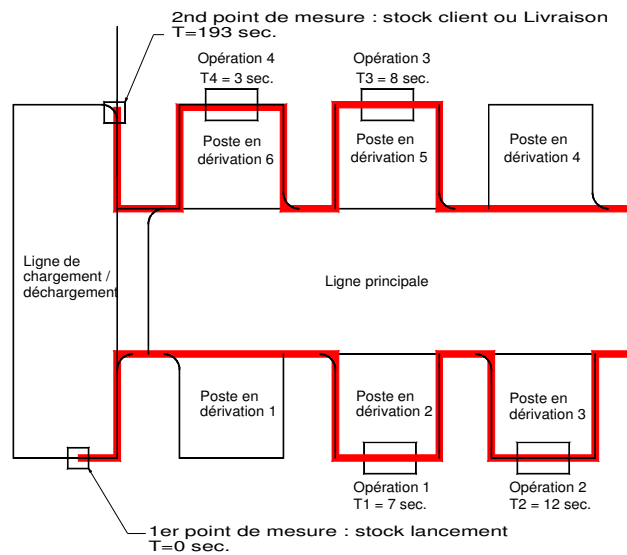 2nd point de mesure : stock client ou Livraison
T=193 sec.
Opération 4
T4 = 3 sec.
Opération 3
T3 = 8 sec.
Poste en
dérivation 6
Poste en
dérivation 5
Poste en
dérivation 4
Ligne de
chargement /
déchargement
Ligne principale
Poste en
dérivation 1
Poste en
dérivation 2
Poste en
dérivation 3
Opération 1
T1 = 7 sec.
Opération 2
T2 = 12 sec.
1er point de mesure : stock lancement
T=0 sec.